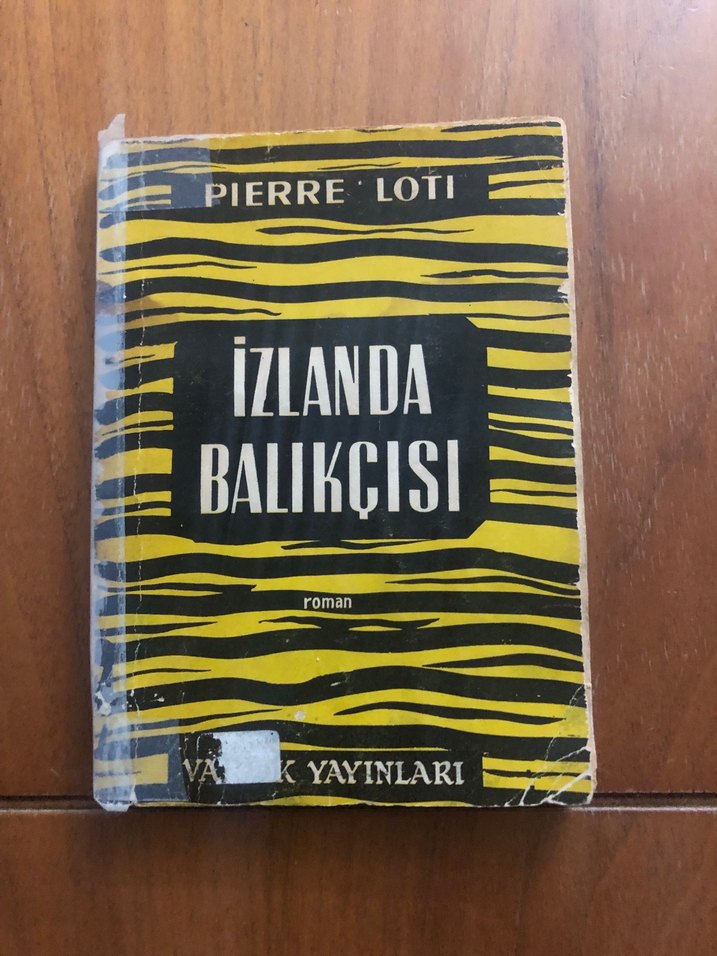 PIERRE LOTI
İZLANDA
BALIKÇISI
roman
YAYINLARI